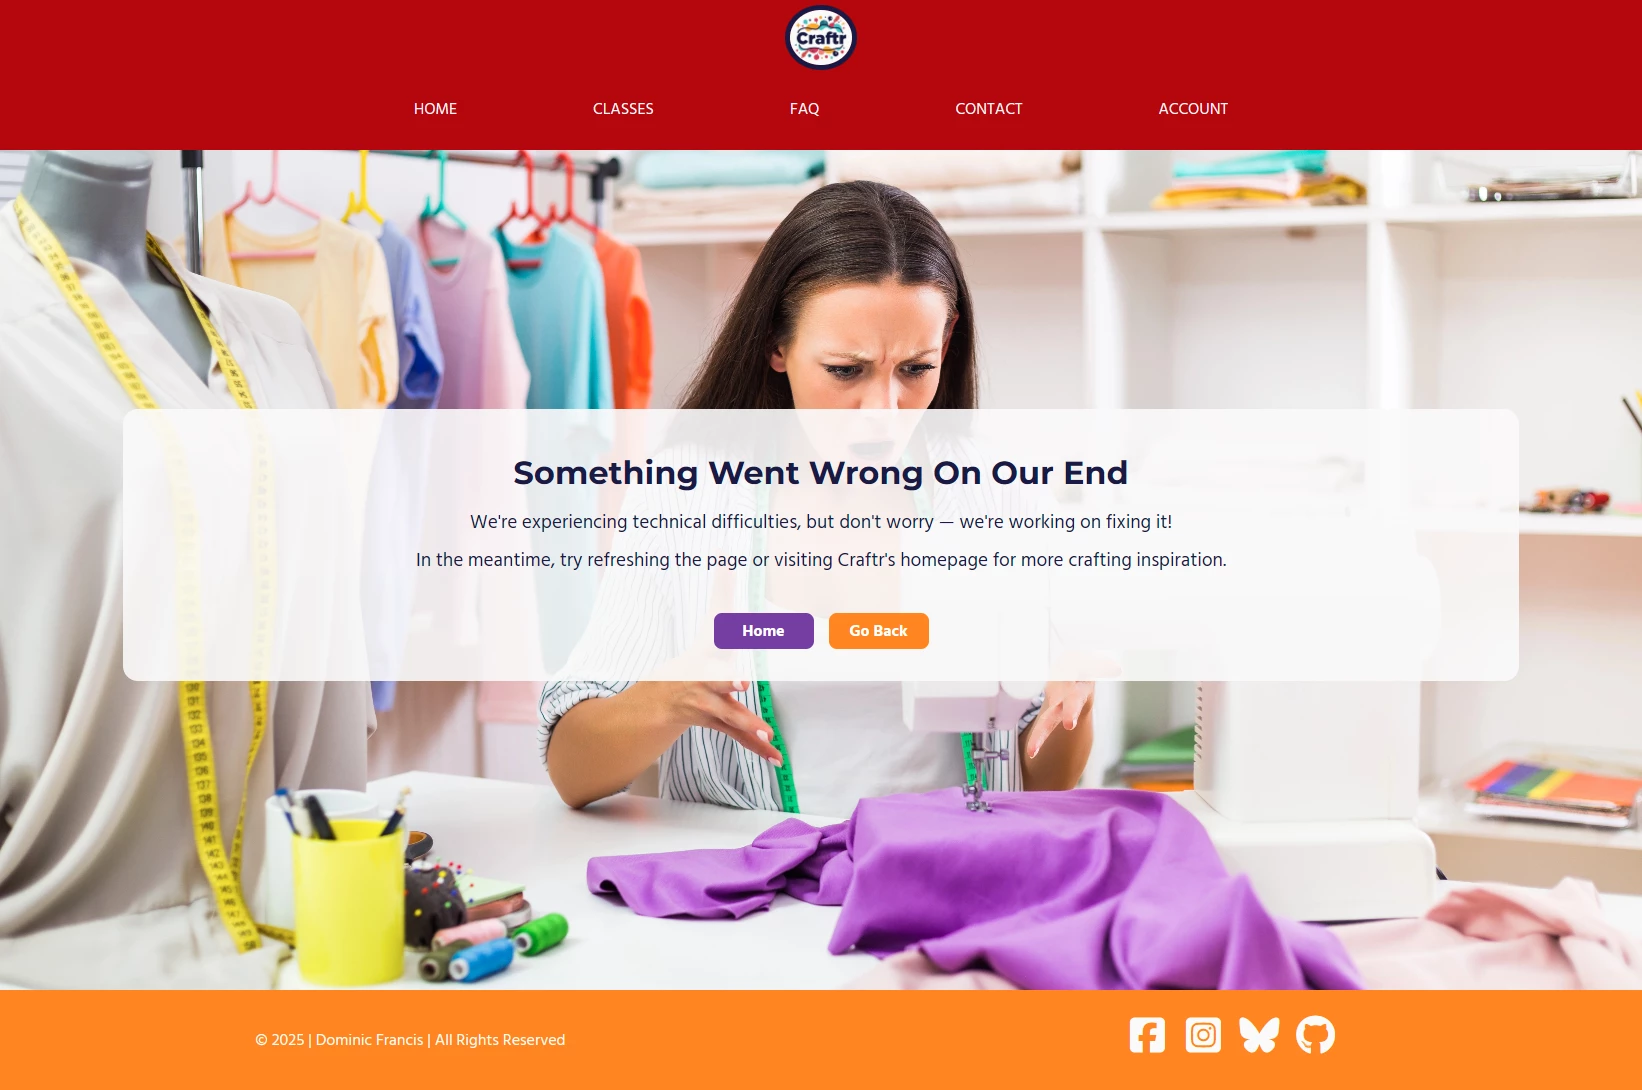 Craftr
HOME CLASSES FAQ CONTACT ACCOUNT
Something Went Wrong On Our End
We're experiencing technical difficulties, but don't worry — we're working on fixing it!
In the meantime, try refreshing the page or visiting Craftr's homepage for more crafting inspiration.
Home Go Back
© 2025 | Dominic Francis | All Rights Reserved